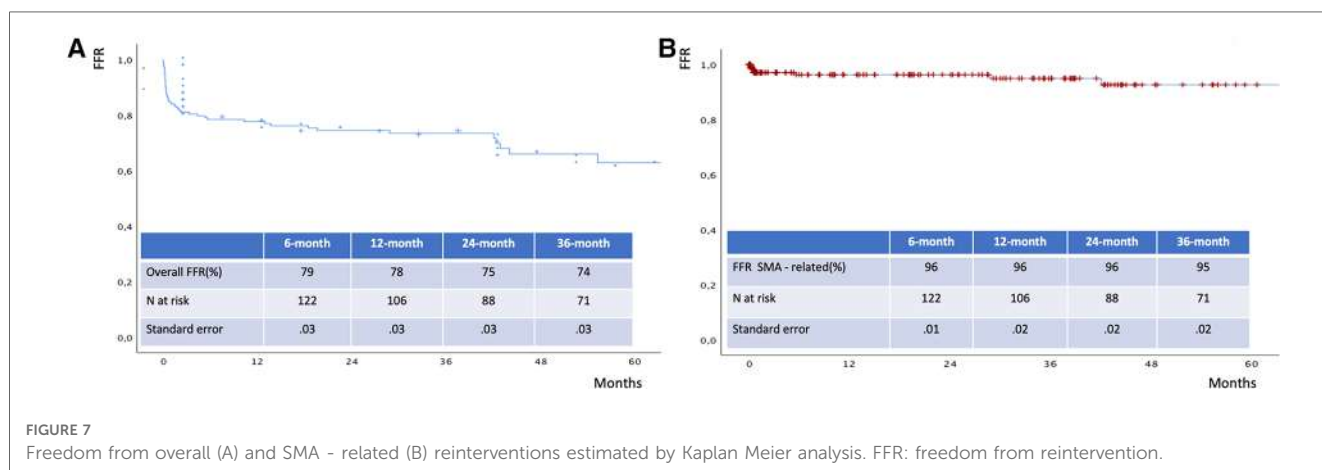 A
FFR
1,0
0,8
0,6
0,4
0,2
0,0
6-month 12-month 24-month 36-month
Overall FFR(%) 79 78 75 74
N at risk 122 106 88 71
Standard error .03 .03 .03 .03
0 12 24 36 48 60
Months
B
FFR
1,0
0,8
0,6
0,4
0,2
0,0
6-month 12-month 24-month 36-month
FFR SMA - related(%) 96 96 96 95
N at risk 122 106 88 71
Standard error .01 .02 .02 .02
0 12 24 36 48 60
Months
FIGURE 7
Freedom from overall (A) and SMA - related (B) reinterventions estimated by Kaplan Meier analysis. FFR: freedom from reintervention.